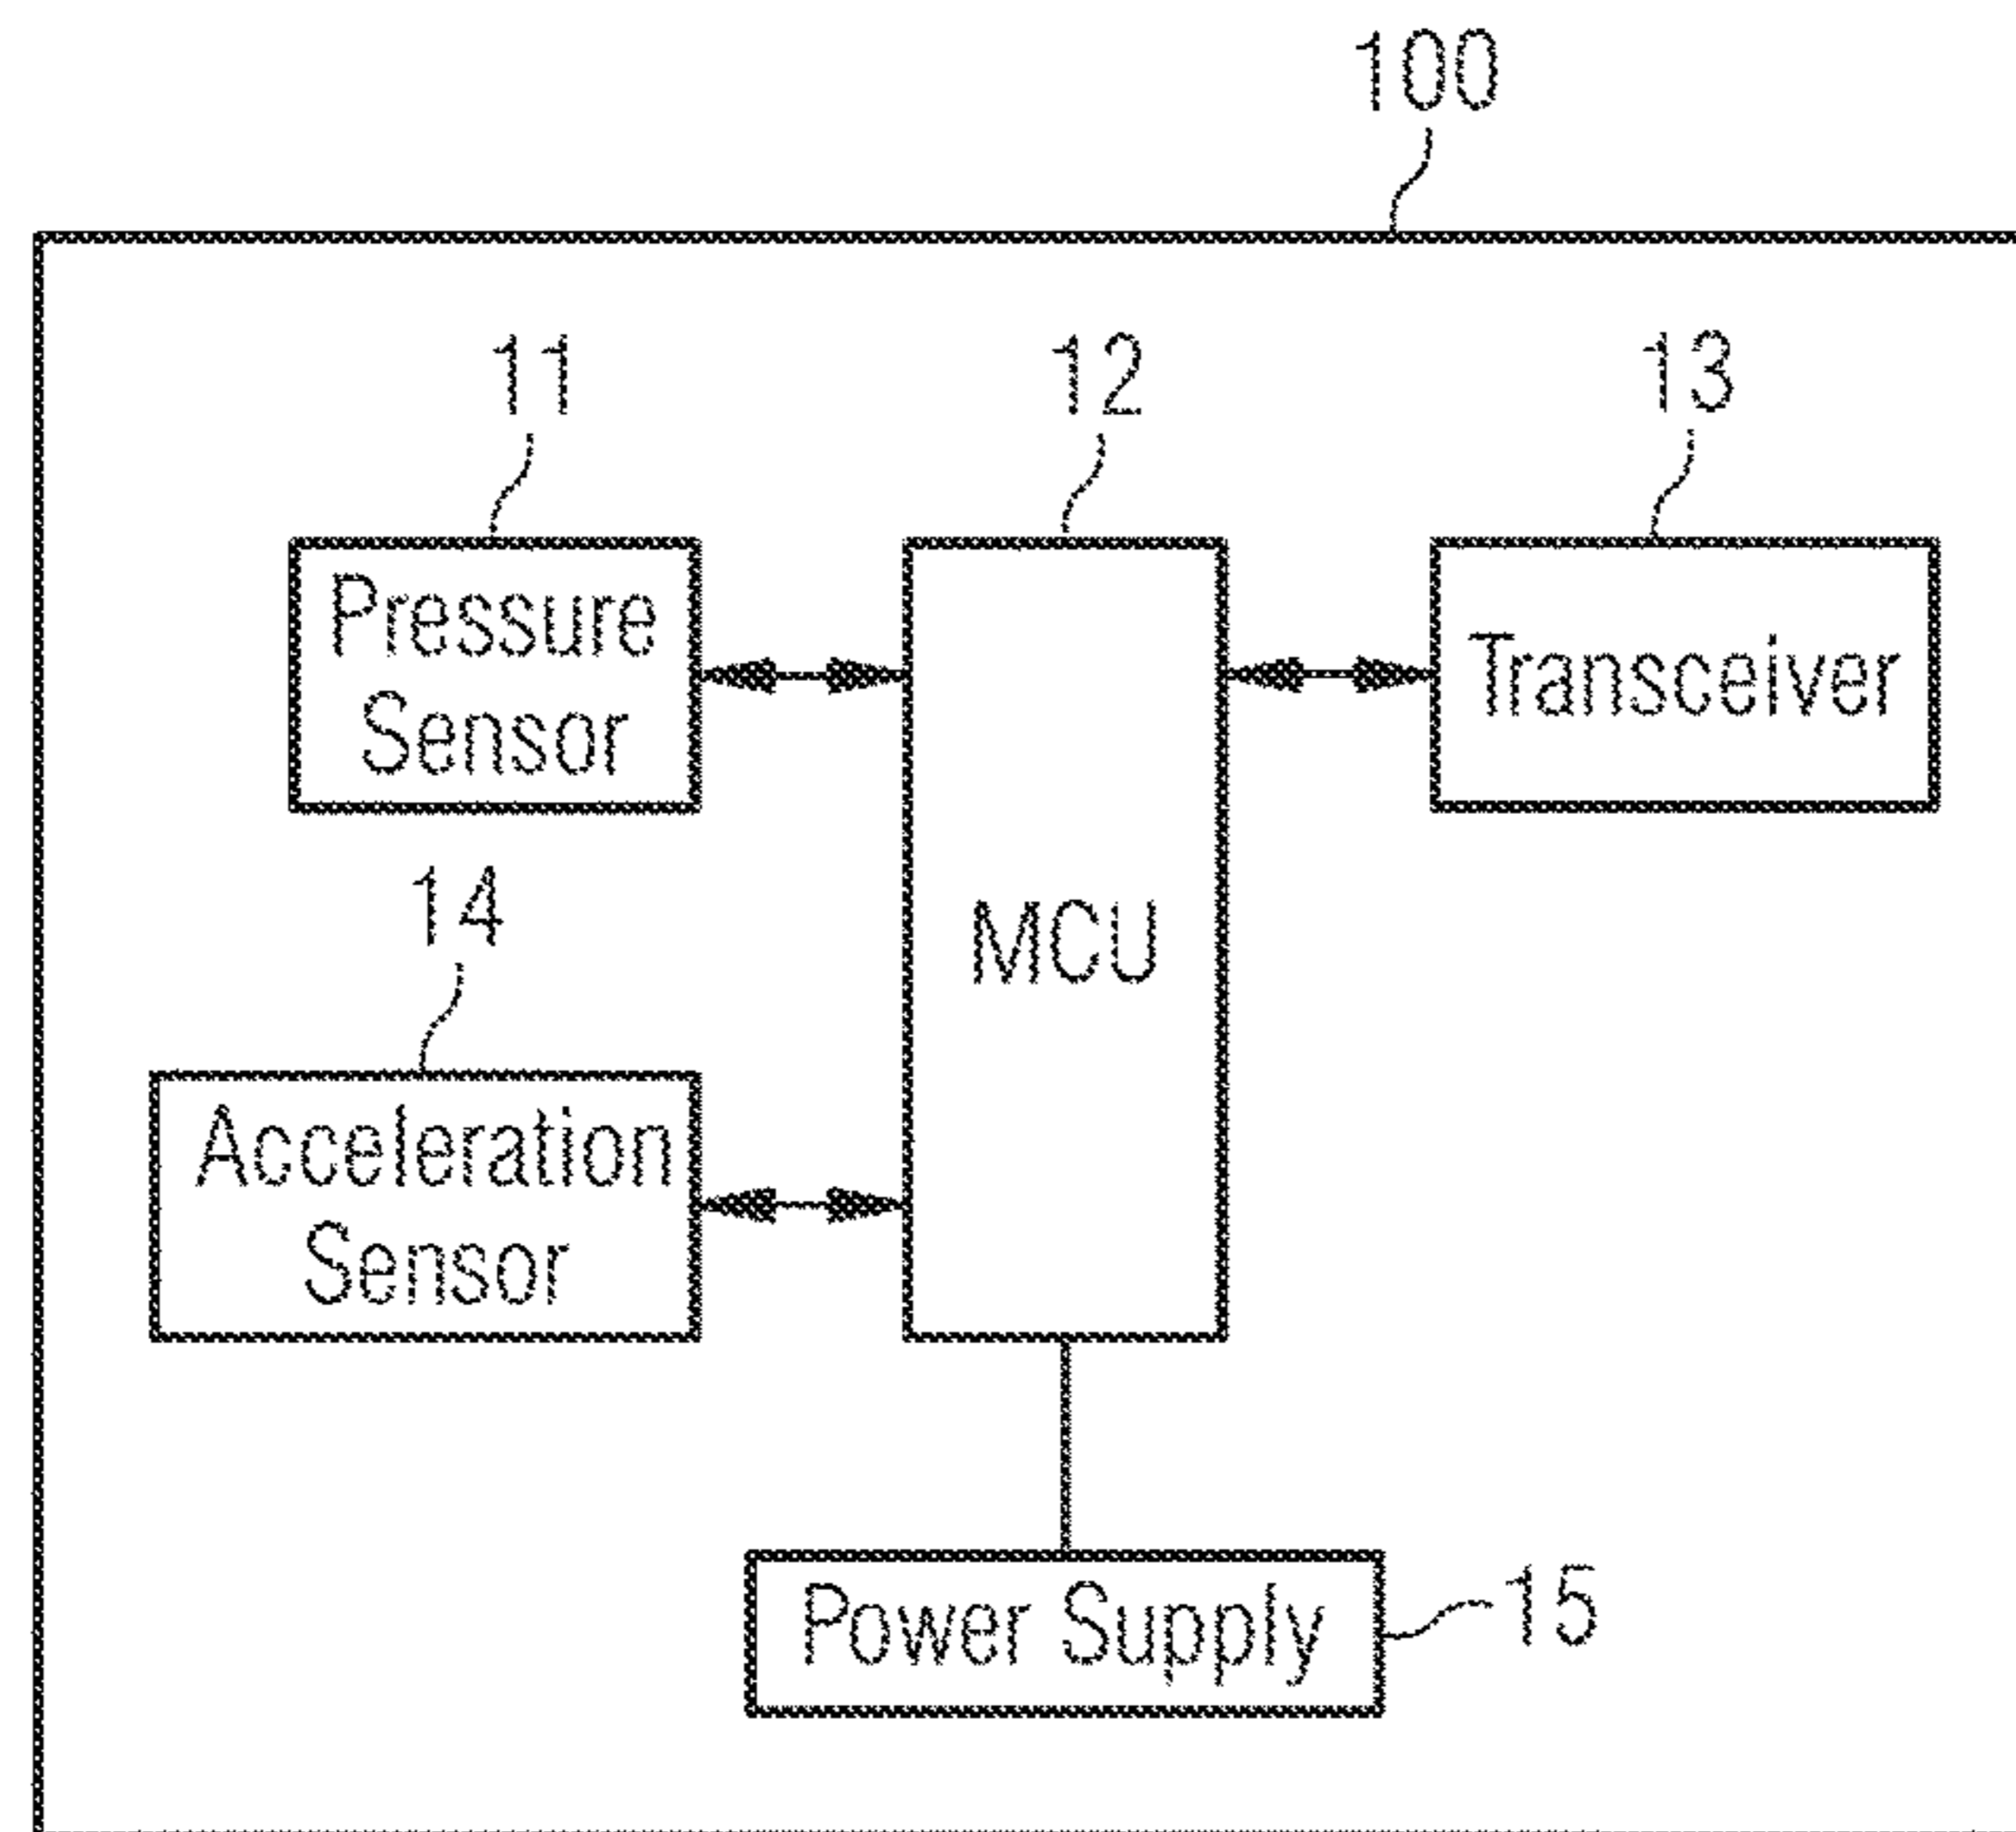 100
11
12
13
Pressure
Sensor
Transceiver
MCU
14
Acceleration
Sensor
Power Supply
15